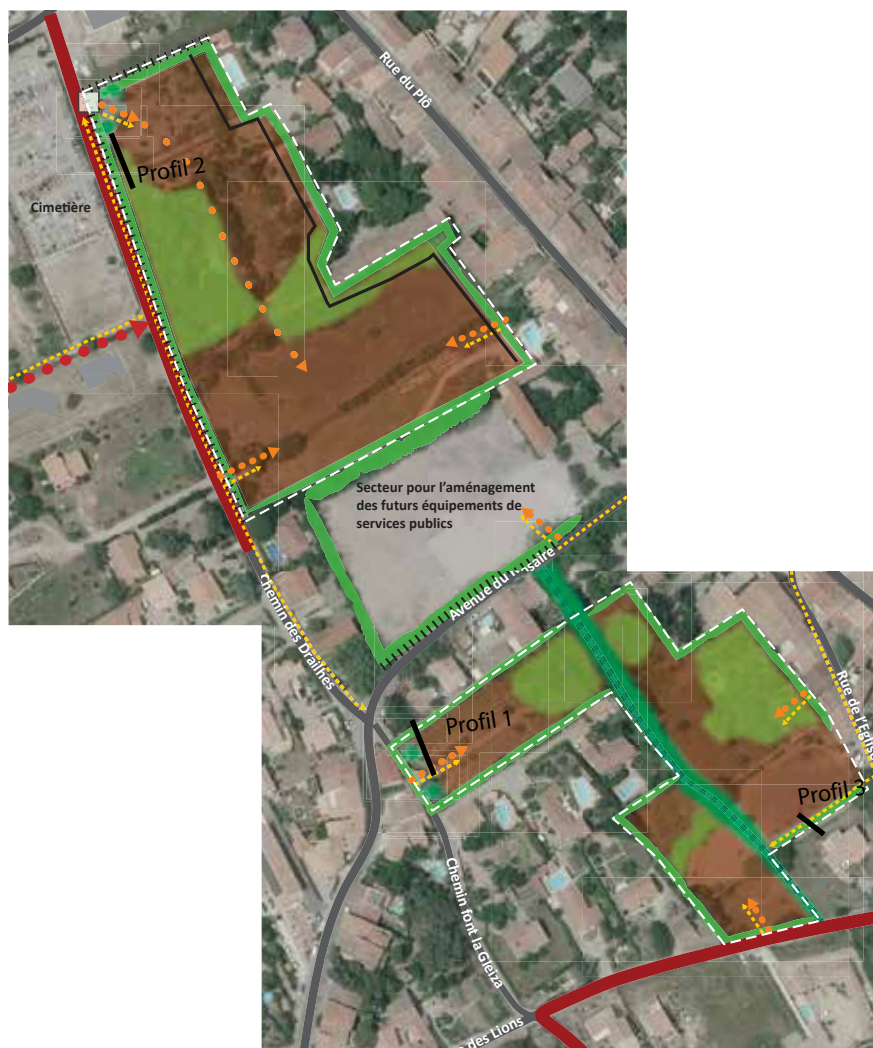 Rue du Plô
Profil 2
Cimetière
Secteur pour l'aménagement
des futurs équipements de
services publics
Avenue du
Chemin des Drailhes
Rue de l'Eglise
Profil 1
Profil 3
Chemin font la Gleiza
des Lions